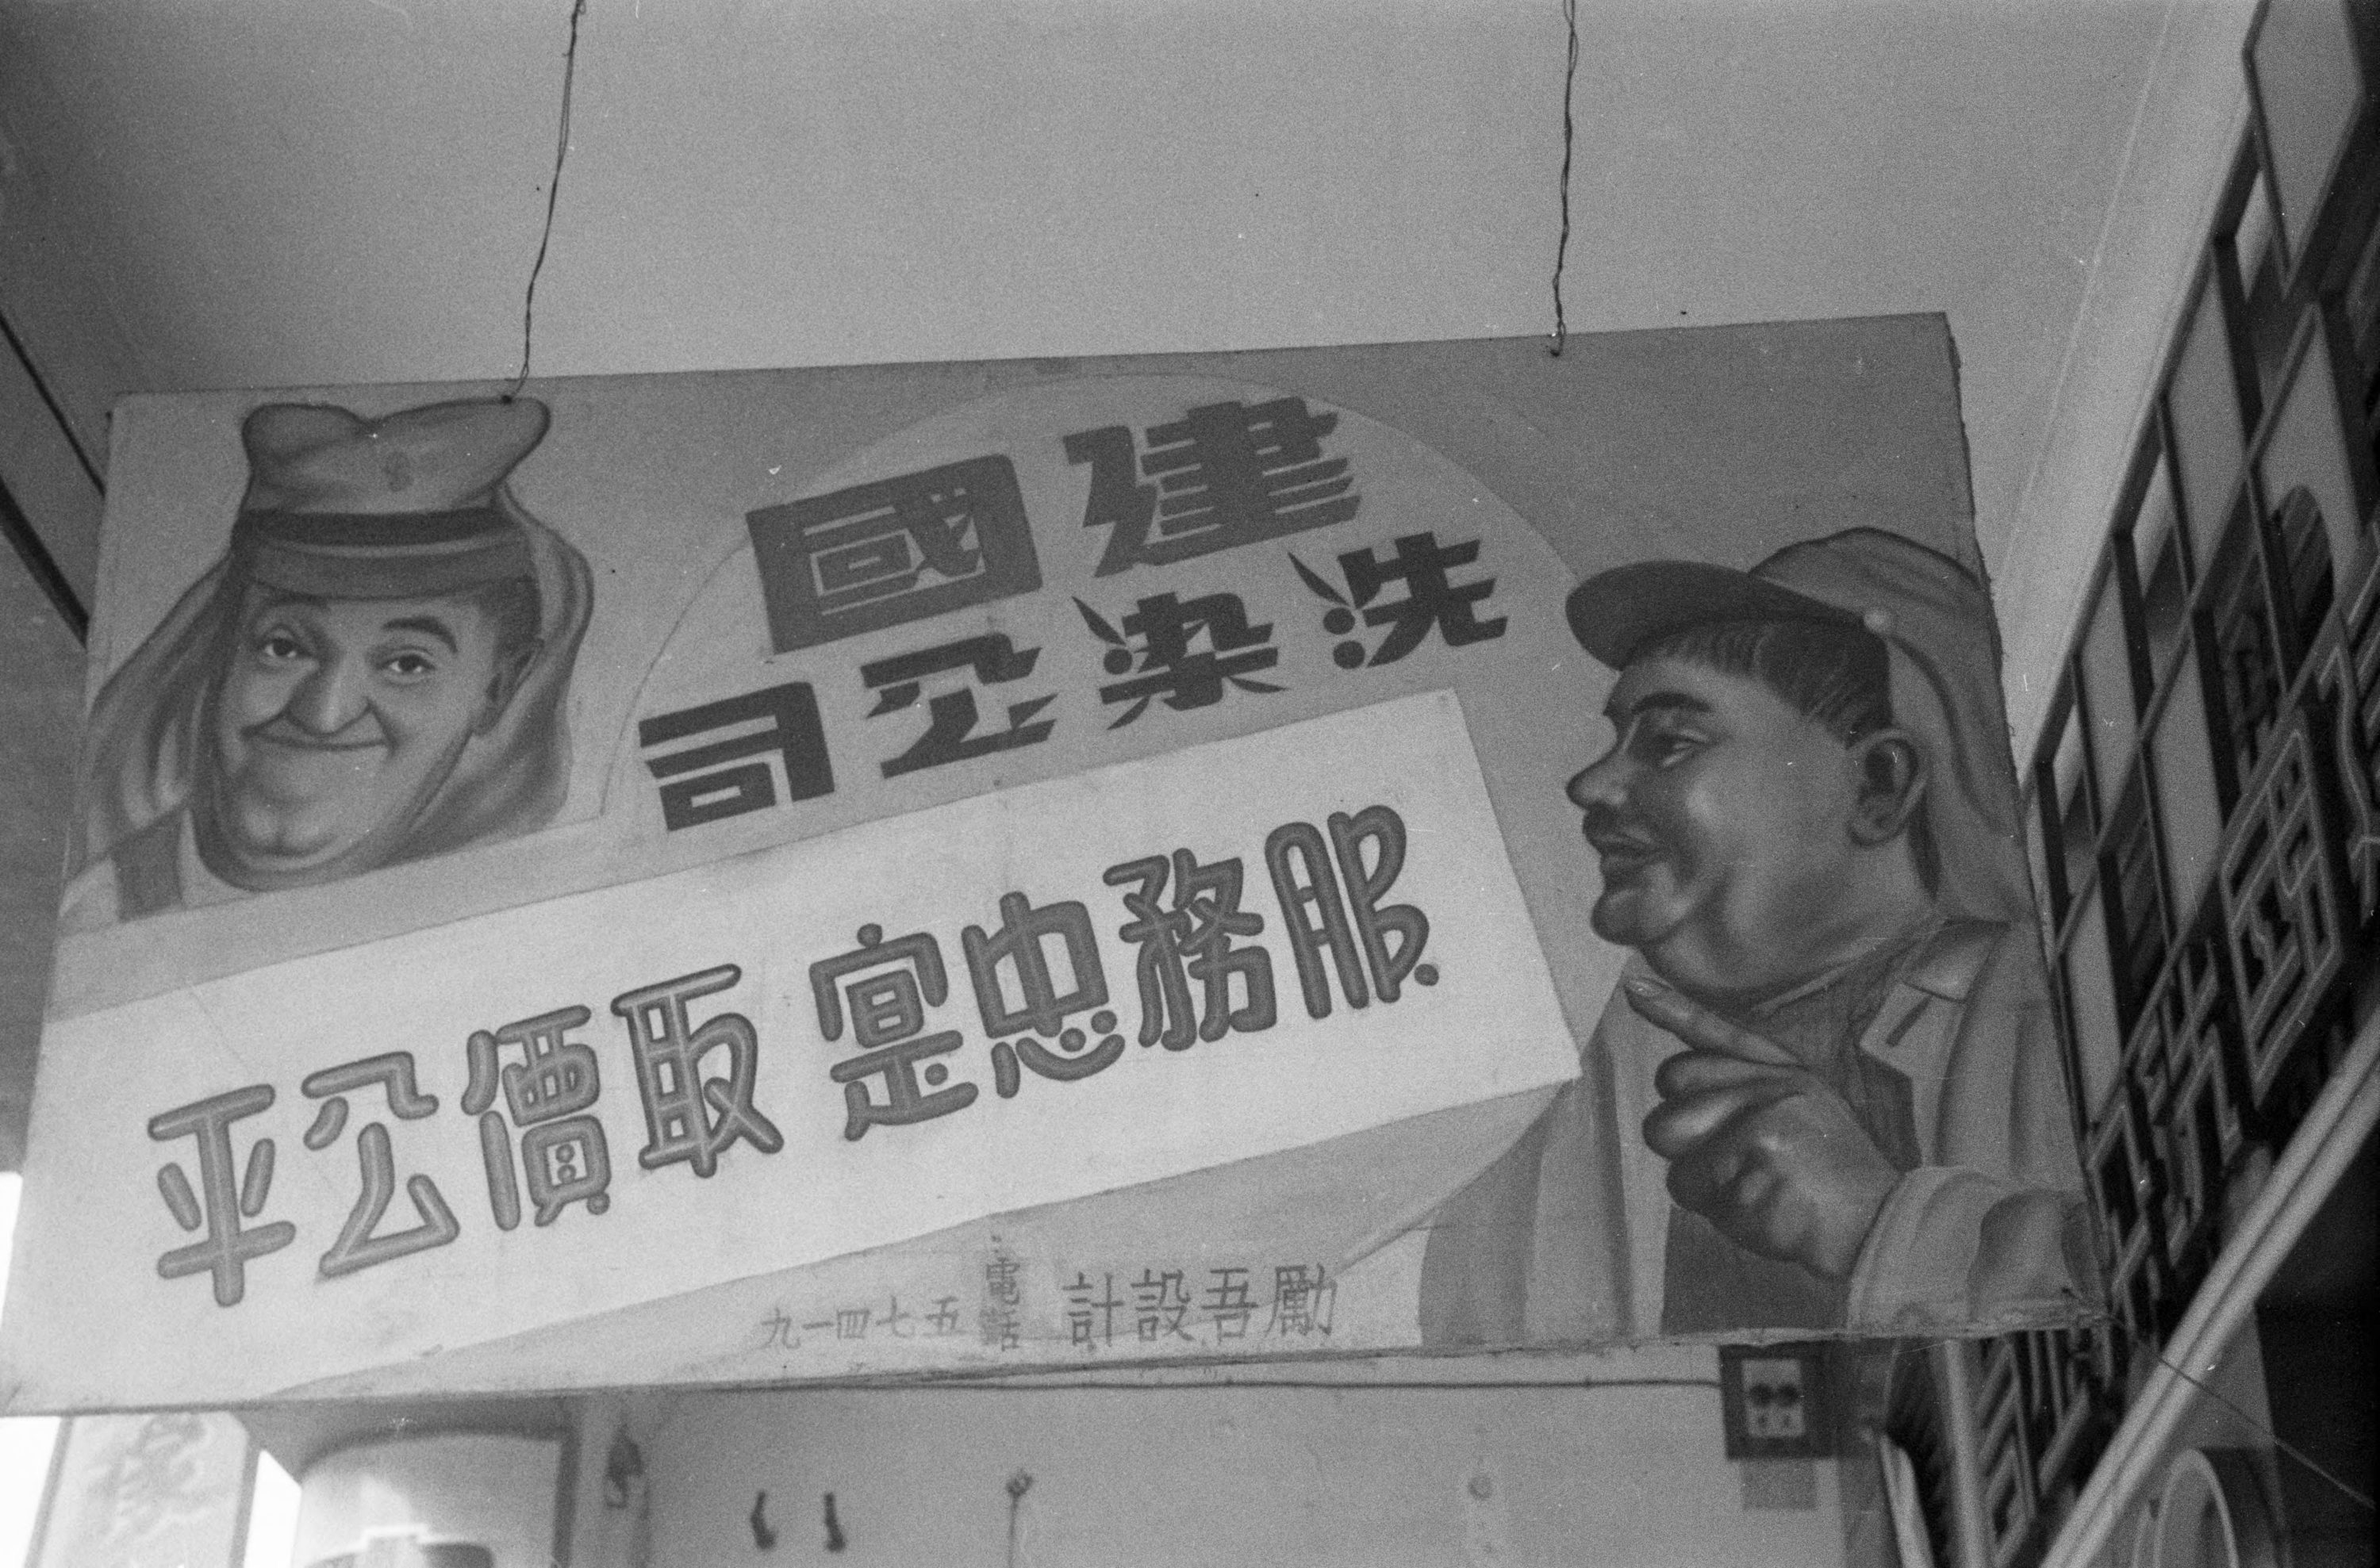 建國
洗染公司
服務忠寔
取價公平
勵吾設計
電話
五七四一九